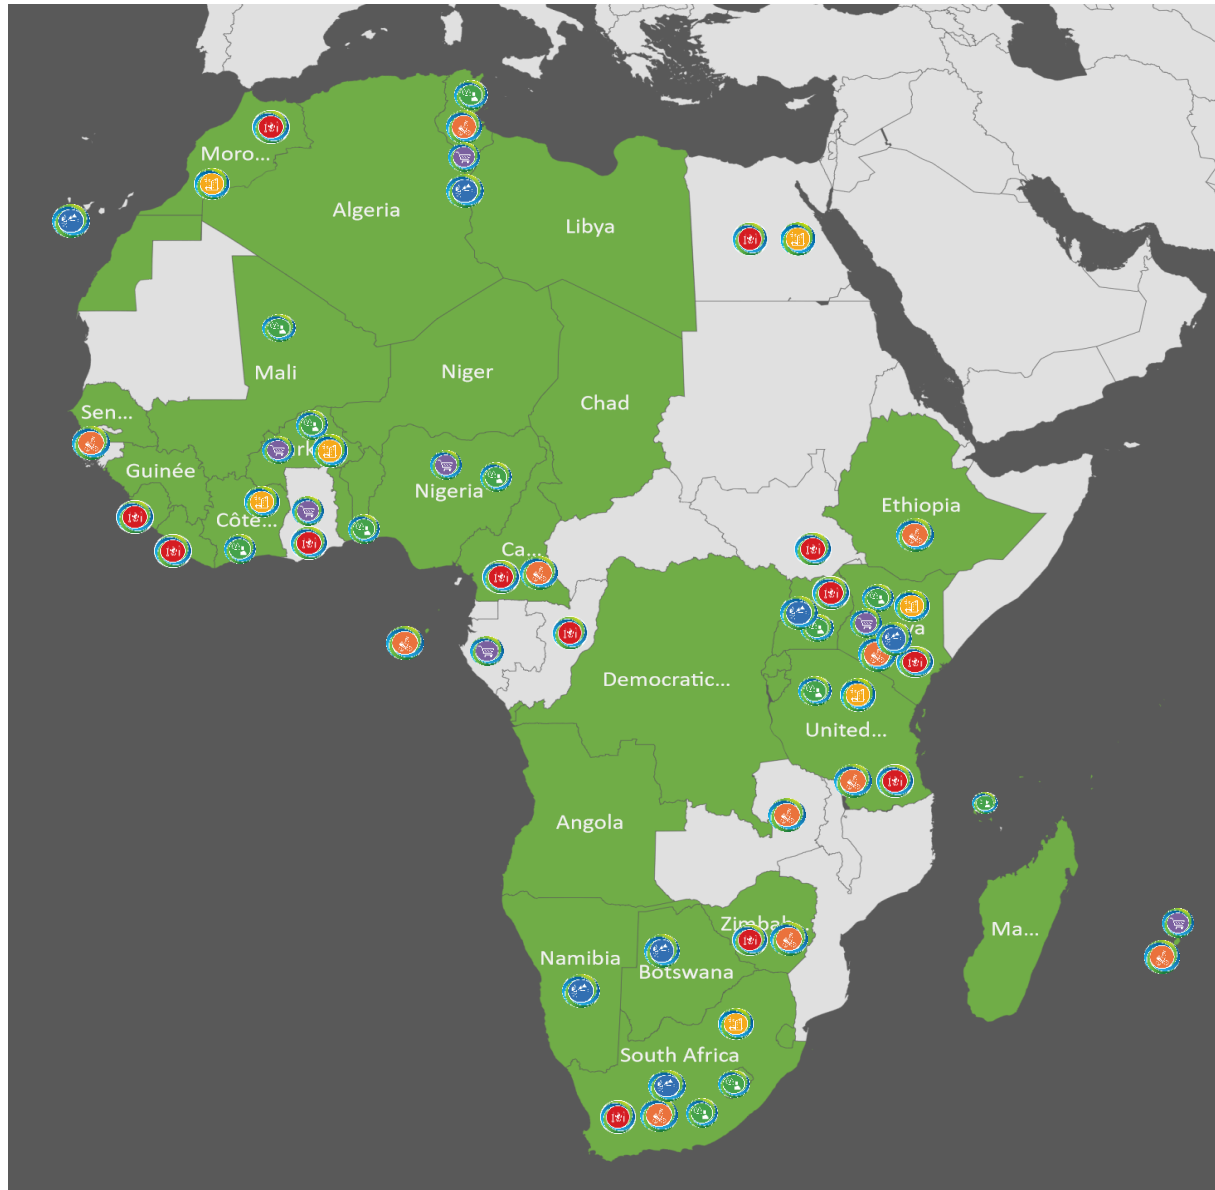 Moro...
Algeria
Libya
Mali
Niger
Chad
Sen...
Guinée
Nigeria
Côte...
Ca...
Ethiopia
Democratic...
United...
Angola
Zimbab...
Ma...
Namibia
Botswana
South Africa